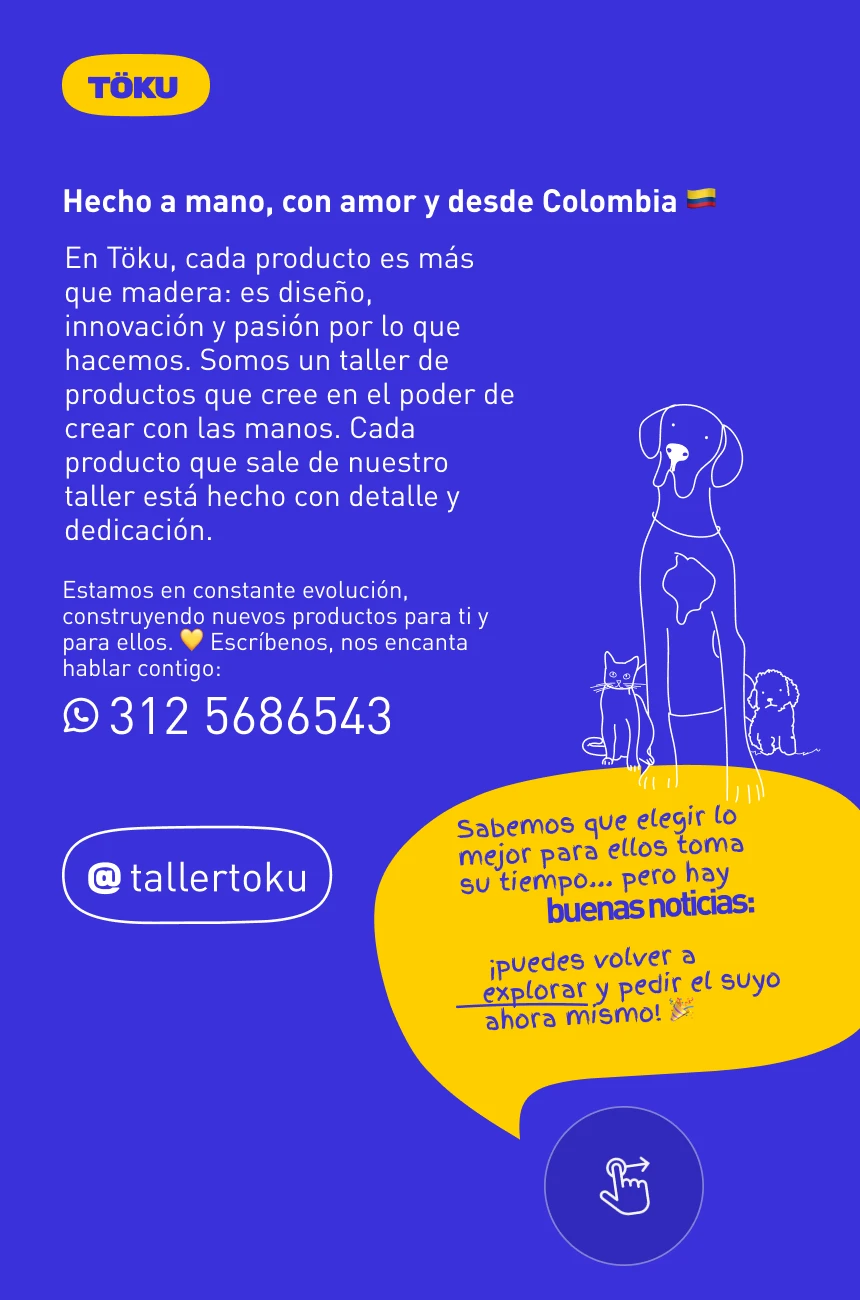 TÖKU
Hecho a mano, con amor y desde Colombia 🇨🇴
En Töku, cada producto es más
que madera: es diseño,
innovación y pasión por lo que
hacemos. Somos un taller de
productos que cree en el poder de
crear con las manos. Cada
producto que sale de nuestro
taller está hecho con detalle y
dedicación.
Estamos en constante evolución,
construyendo nuevos productos para ti y
para ellos. 💛 Escríbenos, nos encanta
hablar contigo:
312 5686543
@tallertoku
Sabemos que elegir lo
mejor para ellos toma
su tiempo... pero hay
buenas noticias:
¡puedes volver a
explorar y pedir el suyo
ahora mismo! 🎉